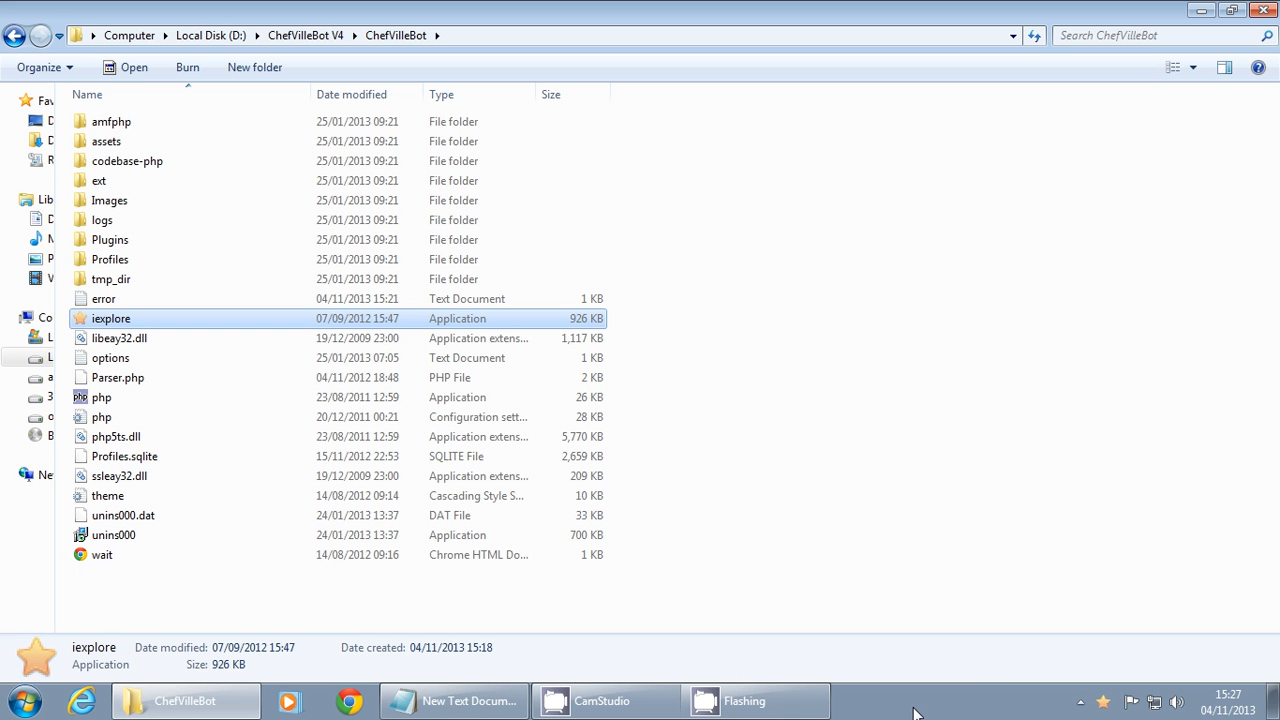 Computer Local Disk (D:) ChefVilleBot V4 ChefVilleBot Search ChefVilleBot
Organize Open Burn New folder
Name Date modified Type Size
Fav
amfphp 25/01/2013 09:21 File folder
D
assets 25/01/2013 09:21 File folder
D
codebase-php 25/01/2013 09:21 File folder
R
ext 25/01/2013 09:21 File folder
Lib
Images 25/01/2013 09:21 File folder
D
logs 25/01/2013 09:21 File folder
M
Plugins 25/01/2013 09:21 File folder
P
Profiles 25/01/2013 09:21 File folder
V
tmp_dir 25/01/2013 09:21 File folder
error 04/11/2013 15:21 Text Document 1 KB
Co
iexplore 07/09/2012 15:47 Application 926 KB
L
libeay32.dll 19/12/2009 23:00 Application extens... 1,117 KB
L
options 25/01/2013 07:05 Text Document 1 KB
a
Parser.php 04/11/2012 18:48 PHP File 2 KB
3
php php 23/08/2011 12:59 Application 26 KB
o
php 20/12/2011 00:21 Configuration sett... 28 KB
B
php5ts.dll 23/08/2011 12:59 Application extens... 5,770 KB
Profiles.sqlite 15/11/2012 22:53 SQLITE File 2,659 KB
Ne
ssleay32.dll 19/12/2009 23:00 Application extens... 209 KB
theme 14/08/2012 09:14 Cascading Style S... 10 KB
unins000.dat 24/01/2013 13:37 DAT File 33 KB
unins000 24/01/2013 13:37 Application 700 KB
wait 14/08/2012 09:16 Chrome HTML Do... 1 KB
iexplore Date modified: 07/09/2012 15:47 Date created: 04/11/2013 15:18
Application Size: 926 KB
ChefVilleBot New Text Docum... CamStudio Flashing
15:27
04/11/2013